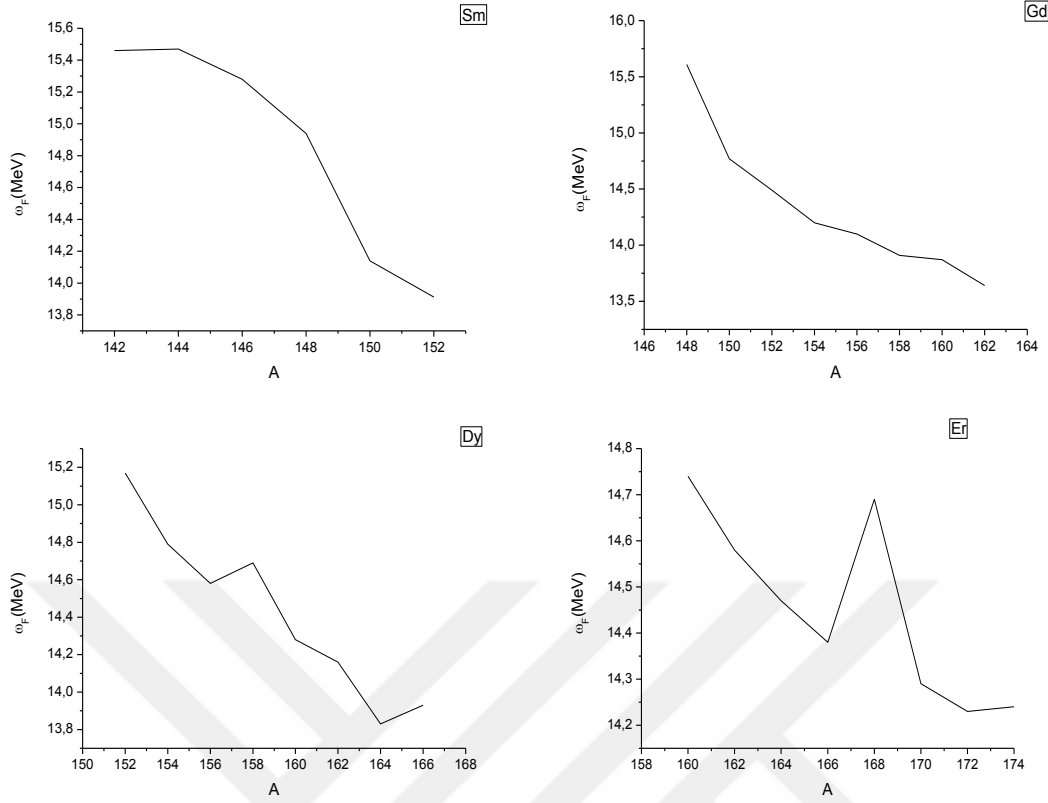 Sm
15,6
15,4
15,2
15,0
14,8
14,6
14,4
14,2
14,0
13,8
ω_F(MeV)
142 144 146 148 150 152
A
Gd
16,0
15,5
15,0
14,5
14,0
13,5
ω_F(MeV)
146 148 150 152 154 156 158 160 162 164
A
Dy
15,2
15,0
14,8
14,6
14,4
14,2
14,0
13,8
ω_F(MeV)
150 152 154 156 158 160 162 164 166 168
A
Er
14,8
14,7
14,6
14,5
14,4
14,3
14,2
ω_F(MeV)
158 160 162 164 166 168 170 172 174
A